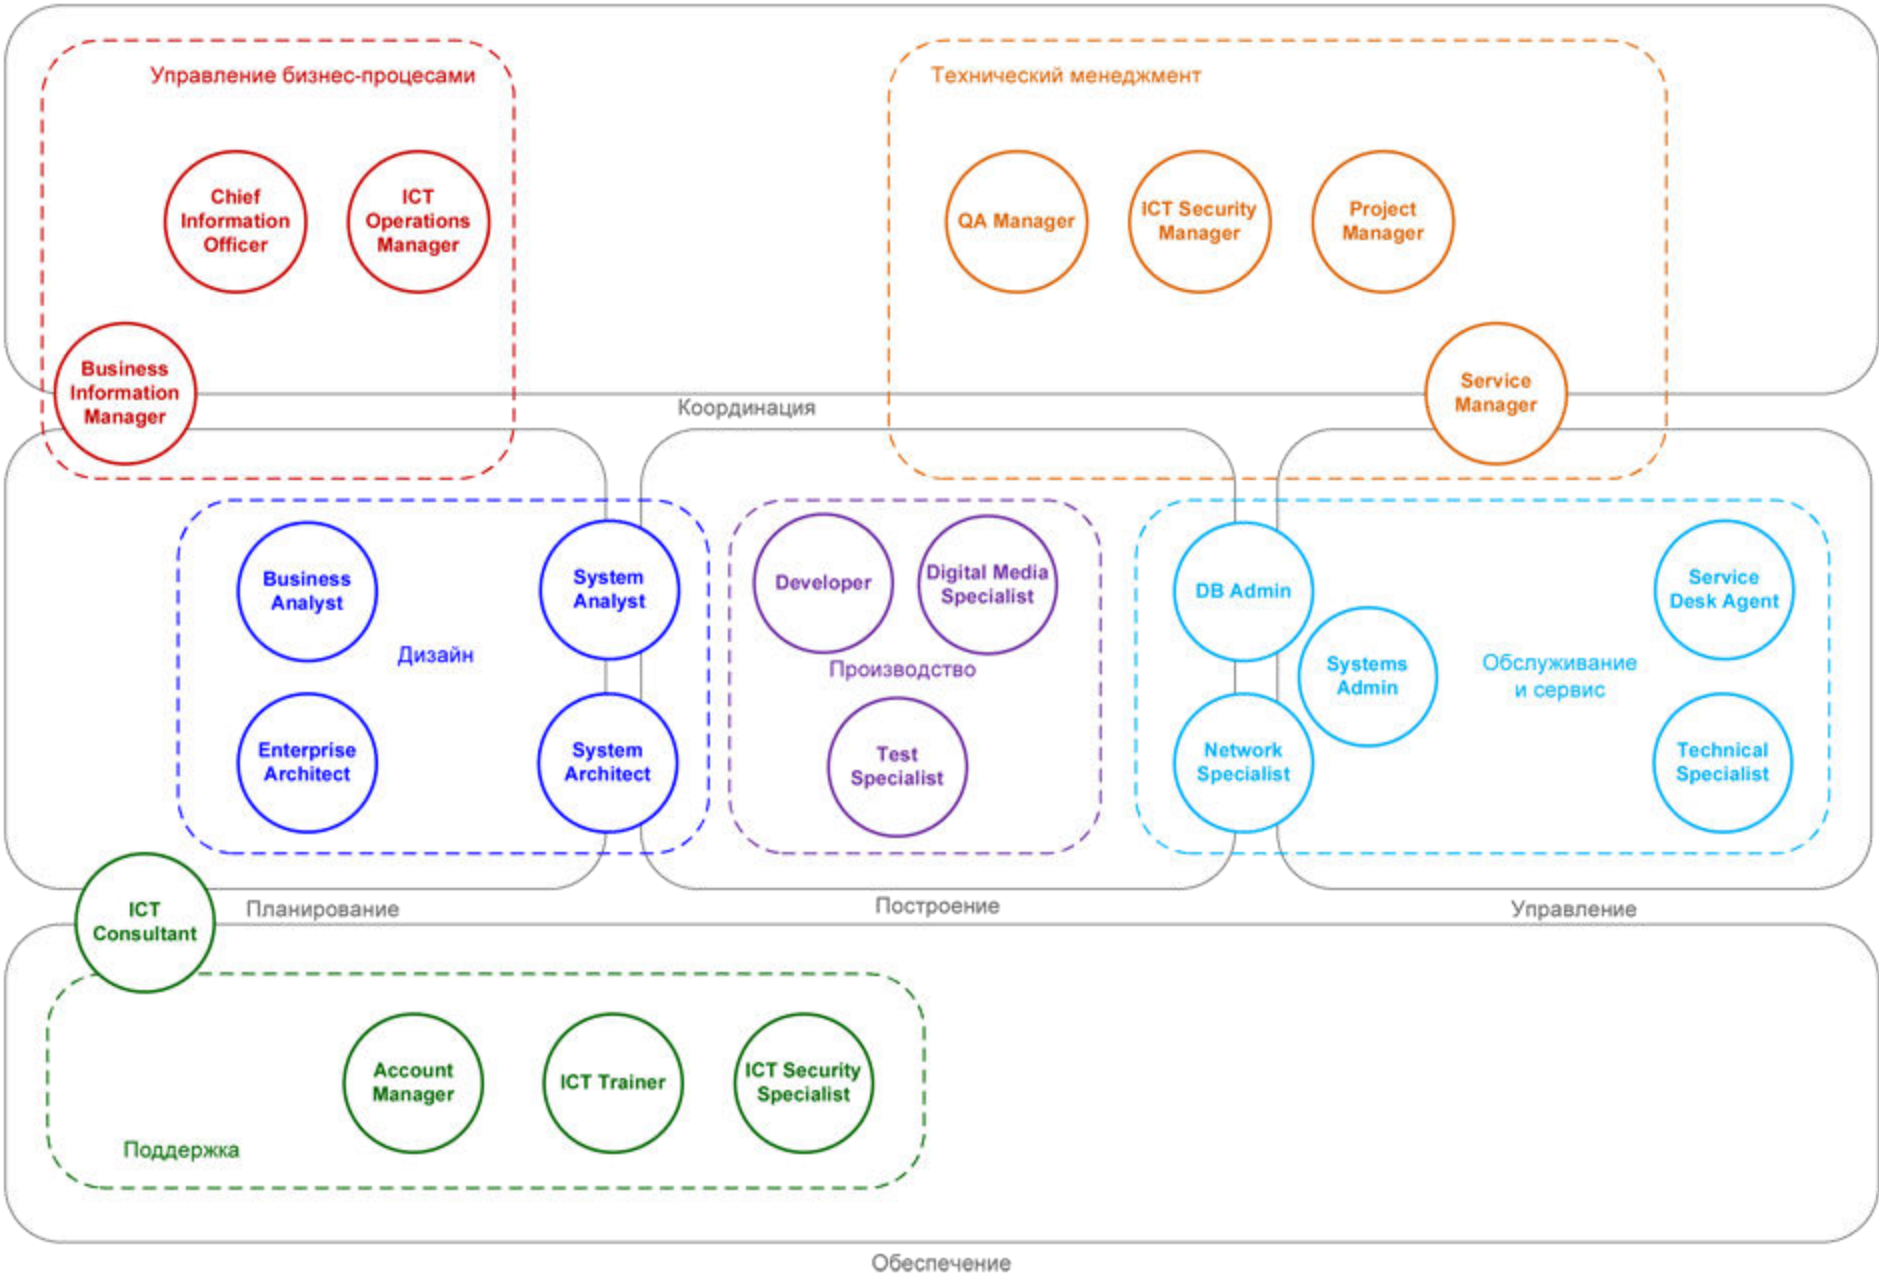 Управление бизнес-процесами
Технический менеджмент
Chief
Information
Officer
ICT
Operations
Manager
QA Manager
ICT Security
Manager
Project
Manager
Business
Information
Manager
Service
Manager
Координация
Business
Analyst
System
Analyst
Дизайн
Enterprise
Architect
System
Architect
Developer
Digital Media
Specialist
Производство
Test
Specialist
DB Admin
Systems
Admin
Network
Specialist
Service
Desk Agent
Обслуживание
и сервис
Technical
Specialist
Планирование
Построение
Управление
ICT
Consultant
Account
Manager
ICT Trainer
ICT Security
Specialist
Поддержка
Обеспечение